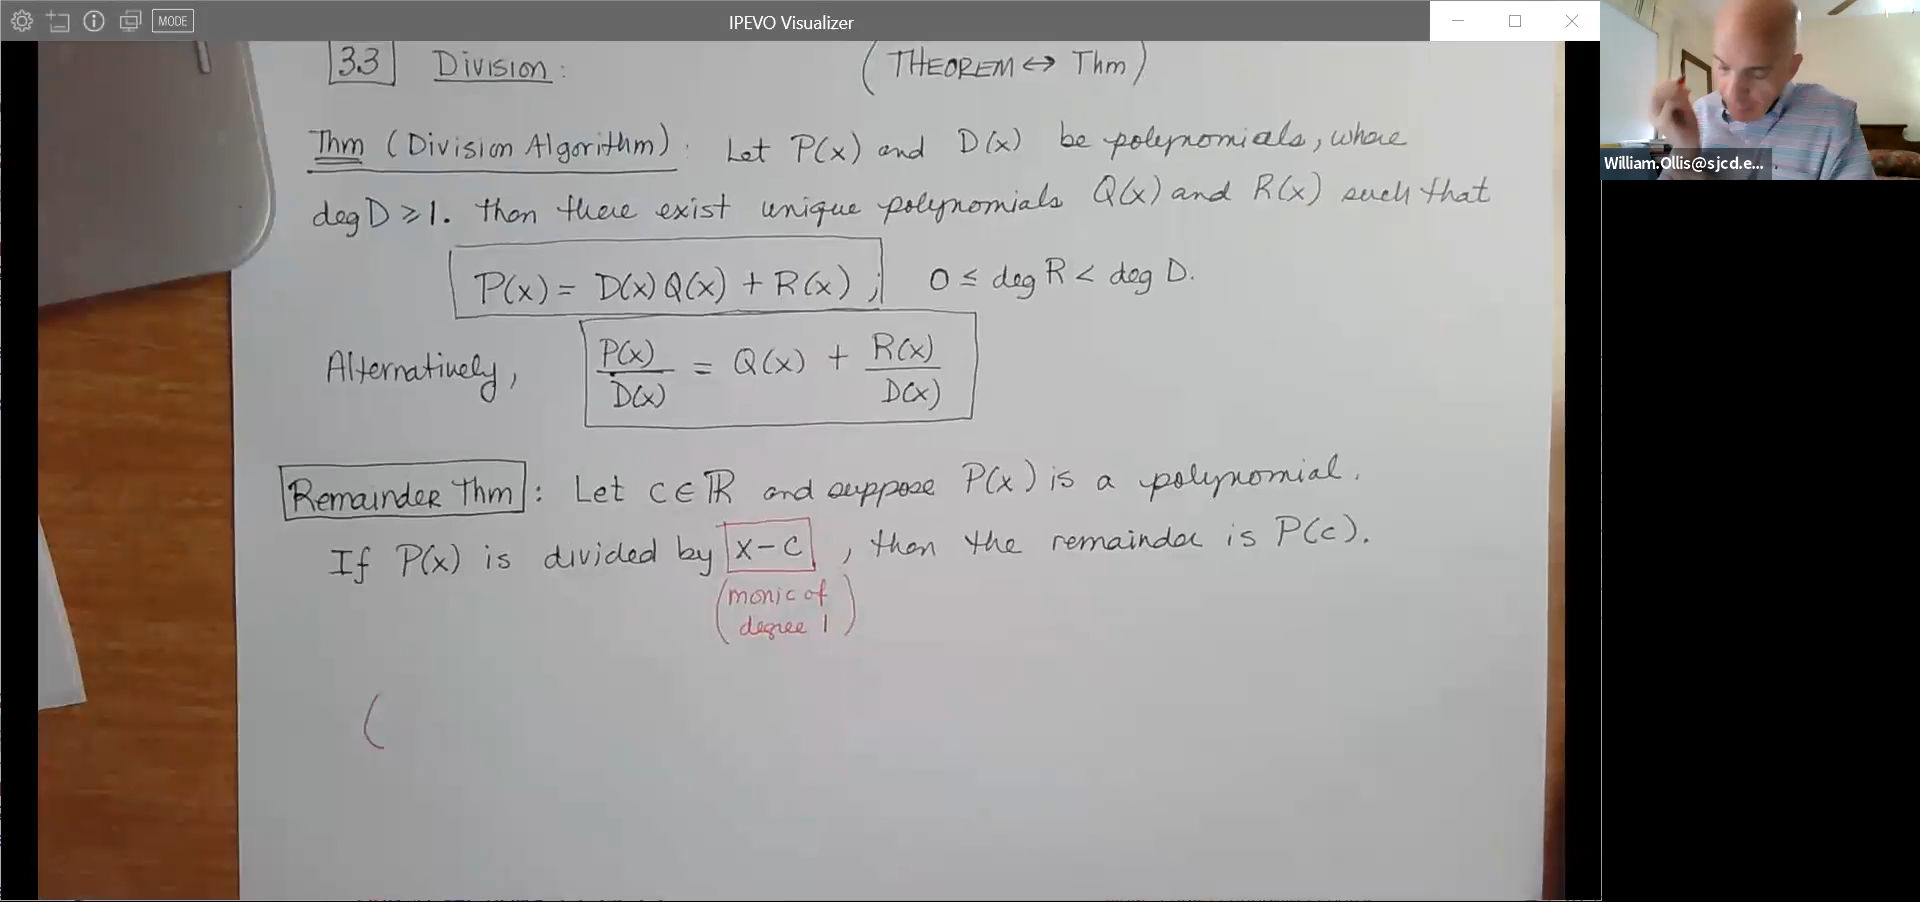 MODE
IPEVO Visualizer
3.3 Division: (THEOREM ↔ Thm)
Thm (Division Algorithm): Let P(x) and D(x) be polynomials, where
deg D ≥ 1. Then there exist unique polynomials Q(x) and R(x) such that
P(x) = D(x) Q(x) + R(x) ; 0 ≤ deg R < deg D.
Alternatively, P(x)/D(x) = Q(x) + R(x)/D(x)
Remainder Thm : Let c ∈ ℝ and suppose P(x) is a polynomial.
If P(x) is divided by x - c , then the remainder is P(c).
(monic of
degree 1)
(
William.Ollis@sjcd.e...